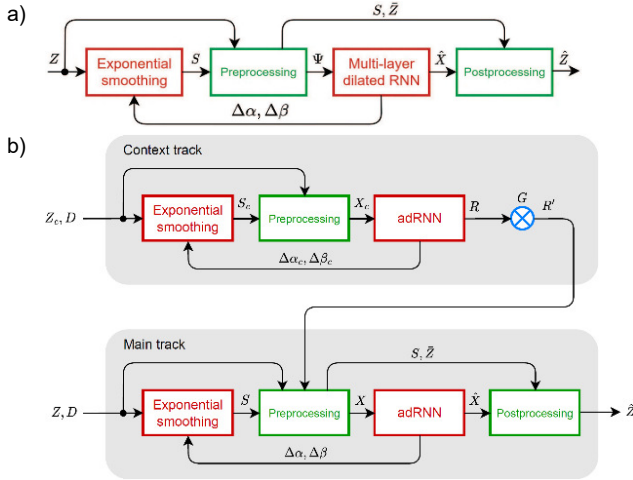 a)
S, Z̄
Z
Exponential smoothing
S
Preprocessing
Ψ
Multi-layer dilated RNN
X̂
Postprocessing
Ẑ
Δα, Δβ
b)
Context track
Z_c, D
Exponential smoothing
S_c
Preprocessing
X_c
adRNN
R
G
R′
Δα_c, Δβ_c
Main track
S, Z̄
Z, D
Exponential smoothing
S
Preprocessing
X
adRNN
X̂
Postprocessing
Ẑ
Δα, Δβ